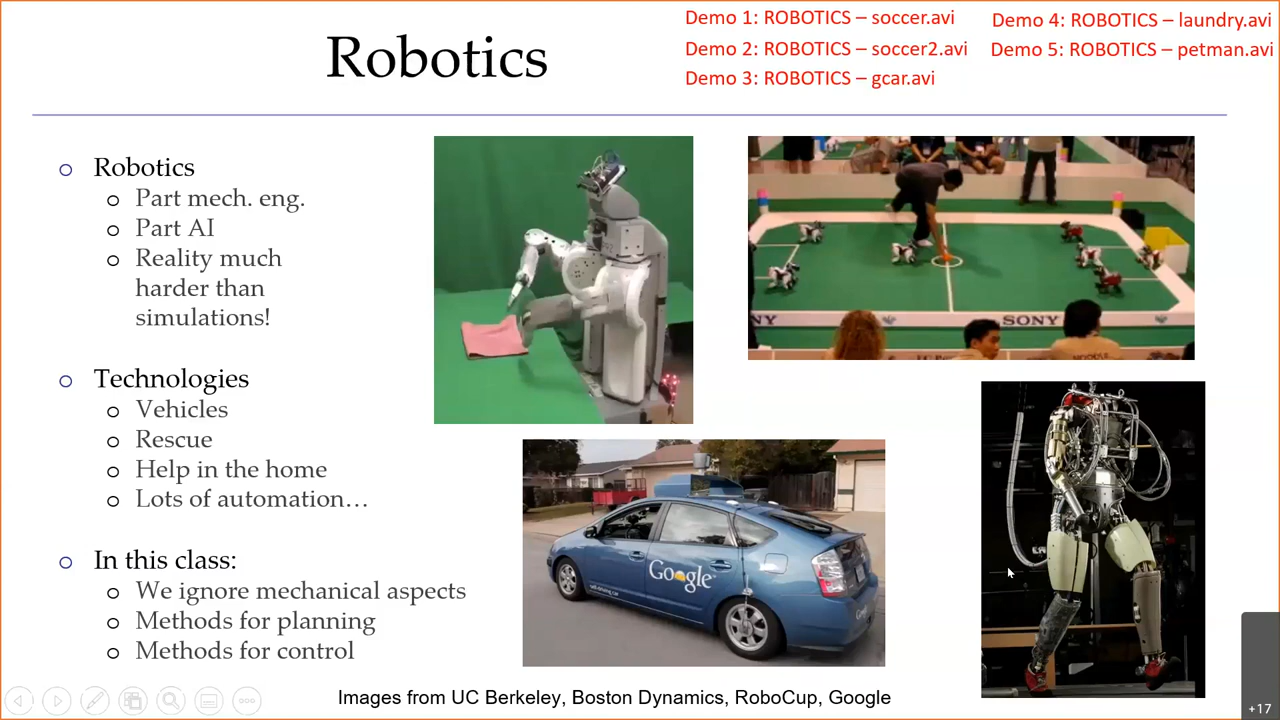 Robotics
Demo 1: ROBOTICS – soccer.avi
Demo 2: ROBOTICS – soccer2.avi
Demo 3: ROBOTICS – gcar.avi
Demo 4: ROBOTICS – laundry.avi
Demo 5: ROBOTICS – petman.avi
Robotics
Part mech. eng.
Part AI
Reality much
harder than
simulations!
Technologies
Vehicles
Rescue
Help in the home
Lots of automation…
In this class:
We ignore mechanical aspects
Methods for planning
Methods for control
SONY
Google
self-driving car
Images from UC Berkeley, Boston Dynamics, RoboCup, Google
+17